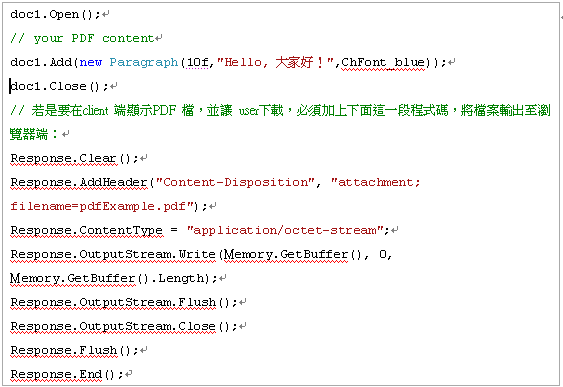 doc1.Open();
// your PDF content
doc1.Add(new Paragraph(10f,"Hello, 大家好！",ChFont_blue));
doc1.Close();
// 若是要在client 端顯示PDF 檔，並讓 user下載，必須加上下面這一段程式碼，將檔案輸出至瀏
覽器端：
Response.Clear();
Response.AddHeader("Content-Disposition", "attachment;
filename=pdfExample.pdf");
Response.ContentType = "application/octet-stream";
Response.OutputStream.Write(Memory.GetBuffer(), 0,
Memory.GetBuffer().Length);
Response.OutputStream.Flush();
Response.OutputStream.Close();
Response.Flush();
Response.End();